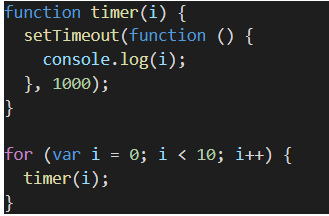 function timer(i) {
  setTimeout(function () {
    console.log(i);
  }, 1000);
}

for (var i = 0; i < 10; i++) {
  timer(i);
}